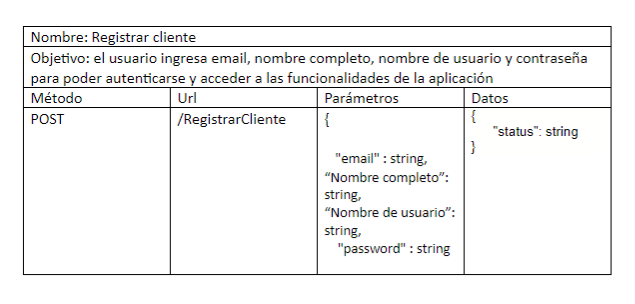 Nombre: Registrar cliente
Objetivo: el usuario ingresa email, nombre completo, nombre de usuario y contraseña
para poder autenticarse y acceder a las funcionalidades de la aplicación
Método
Url
Parámetros
Datos
POST
/RegistrarCliente
{
"email" : string,
“Nombre completo”:
string,
“Nombre de usuario”:
string,
"password" : string
{
"status": string
}